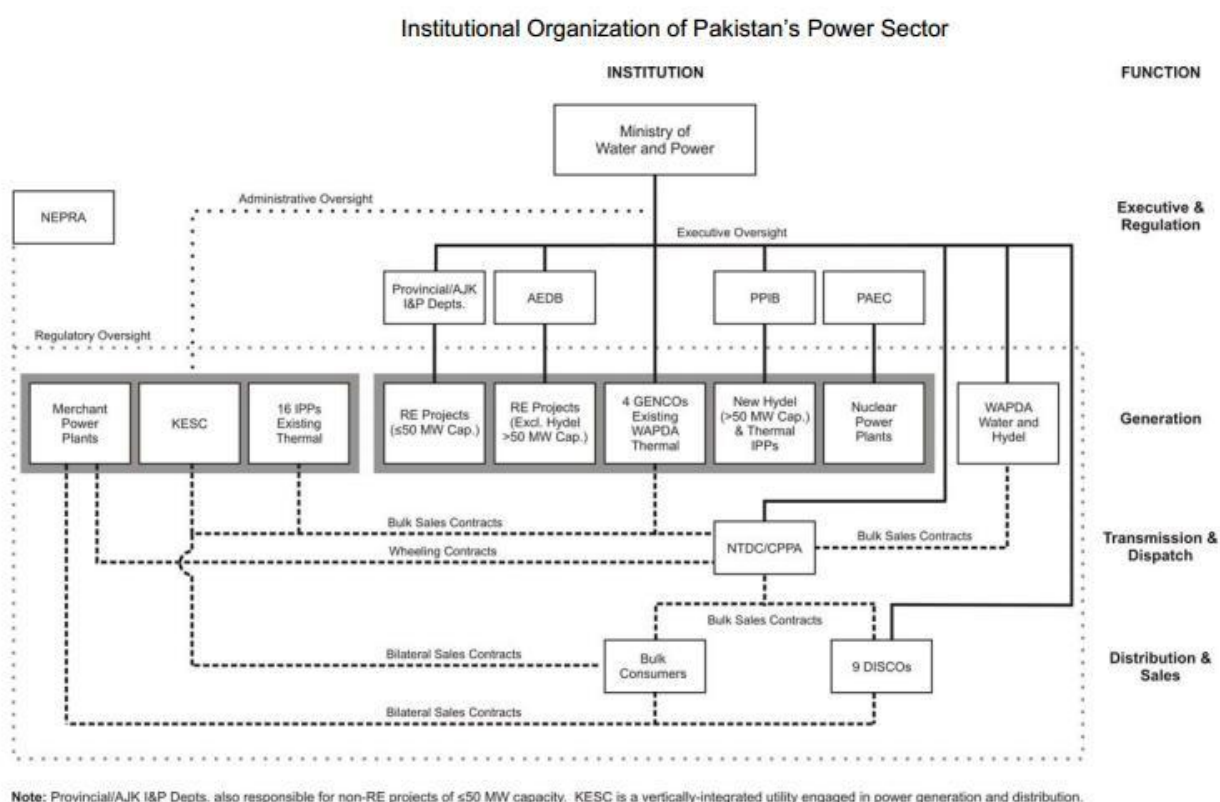 Institutional Organization of Pakistan's Power Sector
INSTITUTION
FUNCTION
Ministry of
Water and Power
NEPRA
Administrative Oversight
Executive &
Regulation
Executive Oversight
Provincial/AJK
I&P Depts.
AEDB
PPIB
PAEC
Regulatory Oversight
Merchant
Power
Plants
KESC
16 IPPs
Existing
Thermal
RE Projects
(≤50 MW Cap.)
RE Projects
(Excl. Hydel
>50 MW Cap.)
4 GENCOs
Existing
WAPDA
Thermal
New Hydel
(>50 MW Cap.)
& Thermal
IPPs
Nuclear
Power
Plants
WAPDA
Water and
Hydel
Generation
Bulk Sales Contracts
Wheeling Contracts
NTDC/CPPA
Bulk Sales Contracts
Transmission &
Dispatch
Bulk Sales Contracts
Bilateral Sales Contracts
Bulk
Consumers
9 DISCOs
Distribution &
Sales
Bilateral Sales Contracts
Note: Provincial/AJK I&P Depts. also responsible for non-RE projects of ≤50 MW capacity. KESC is a vertically-integrated utility engaged in power generation and distribution.